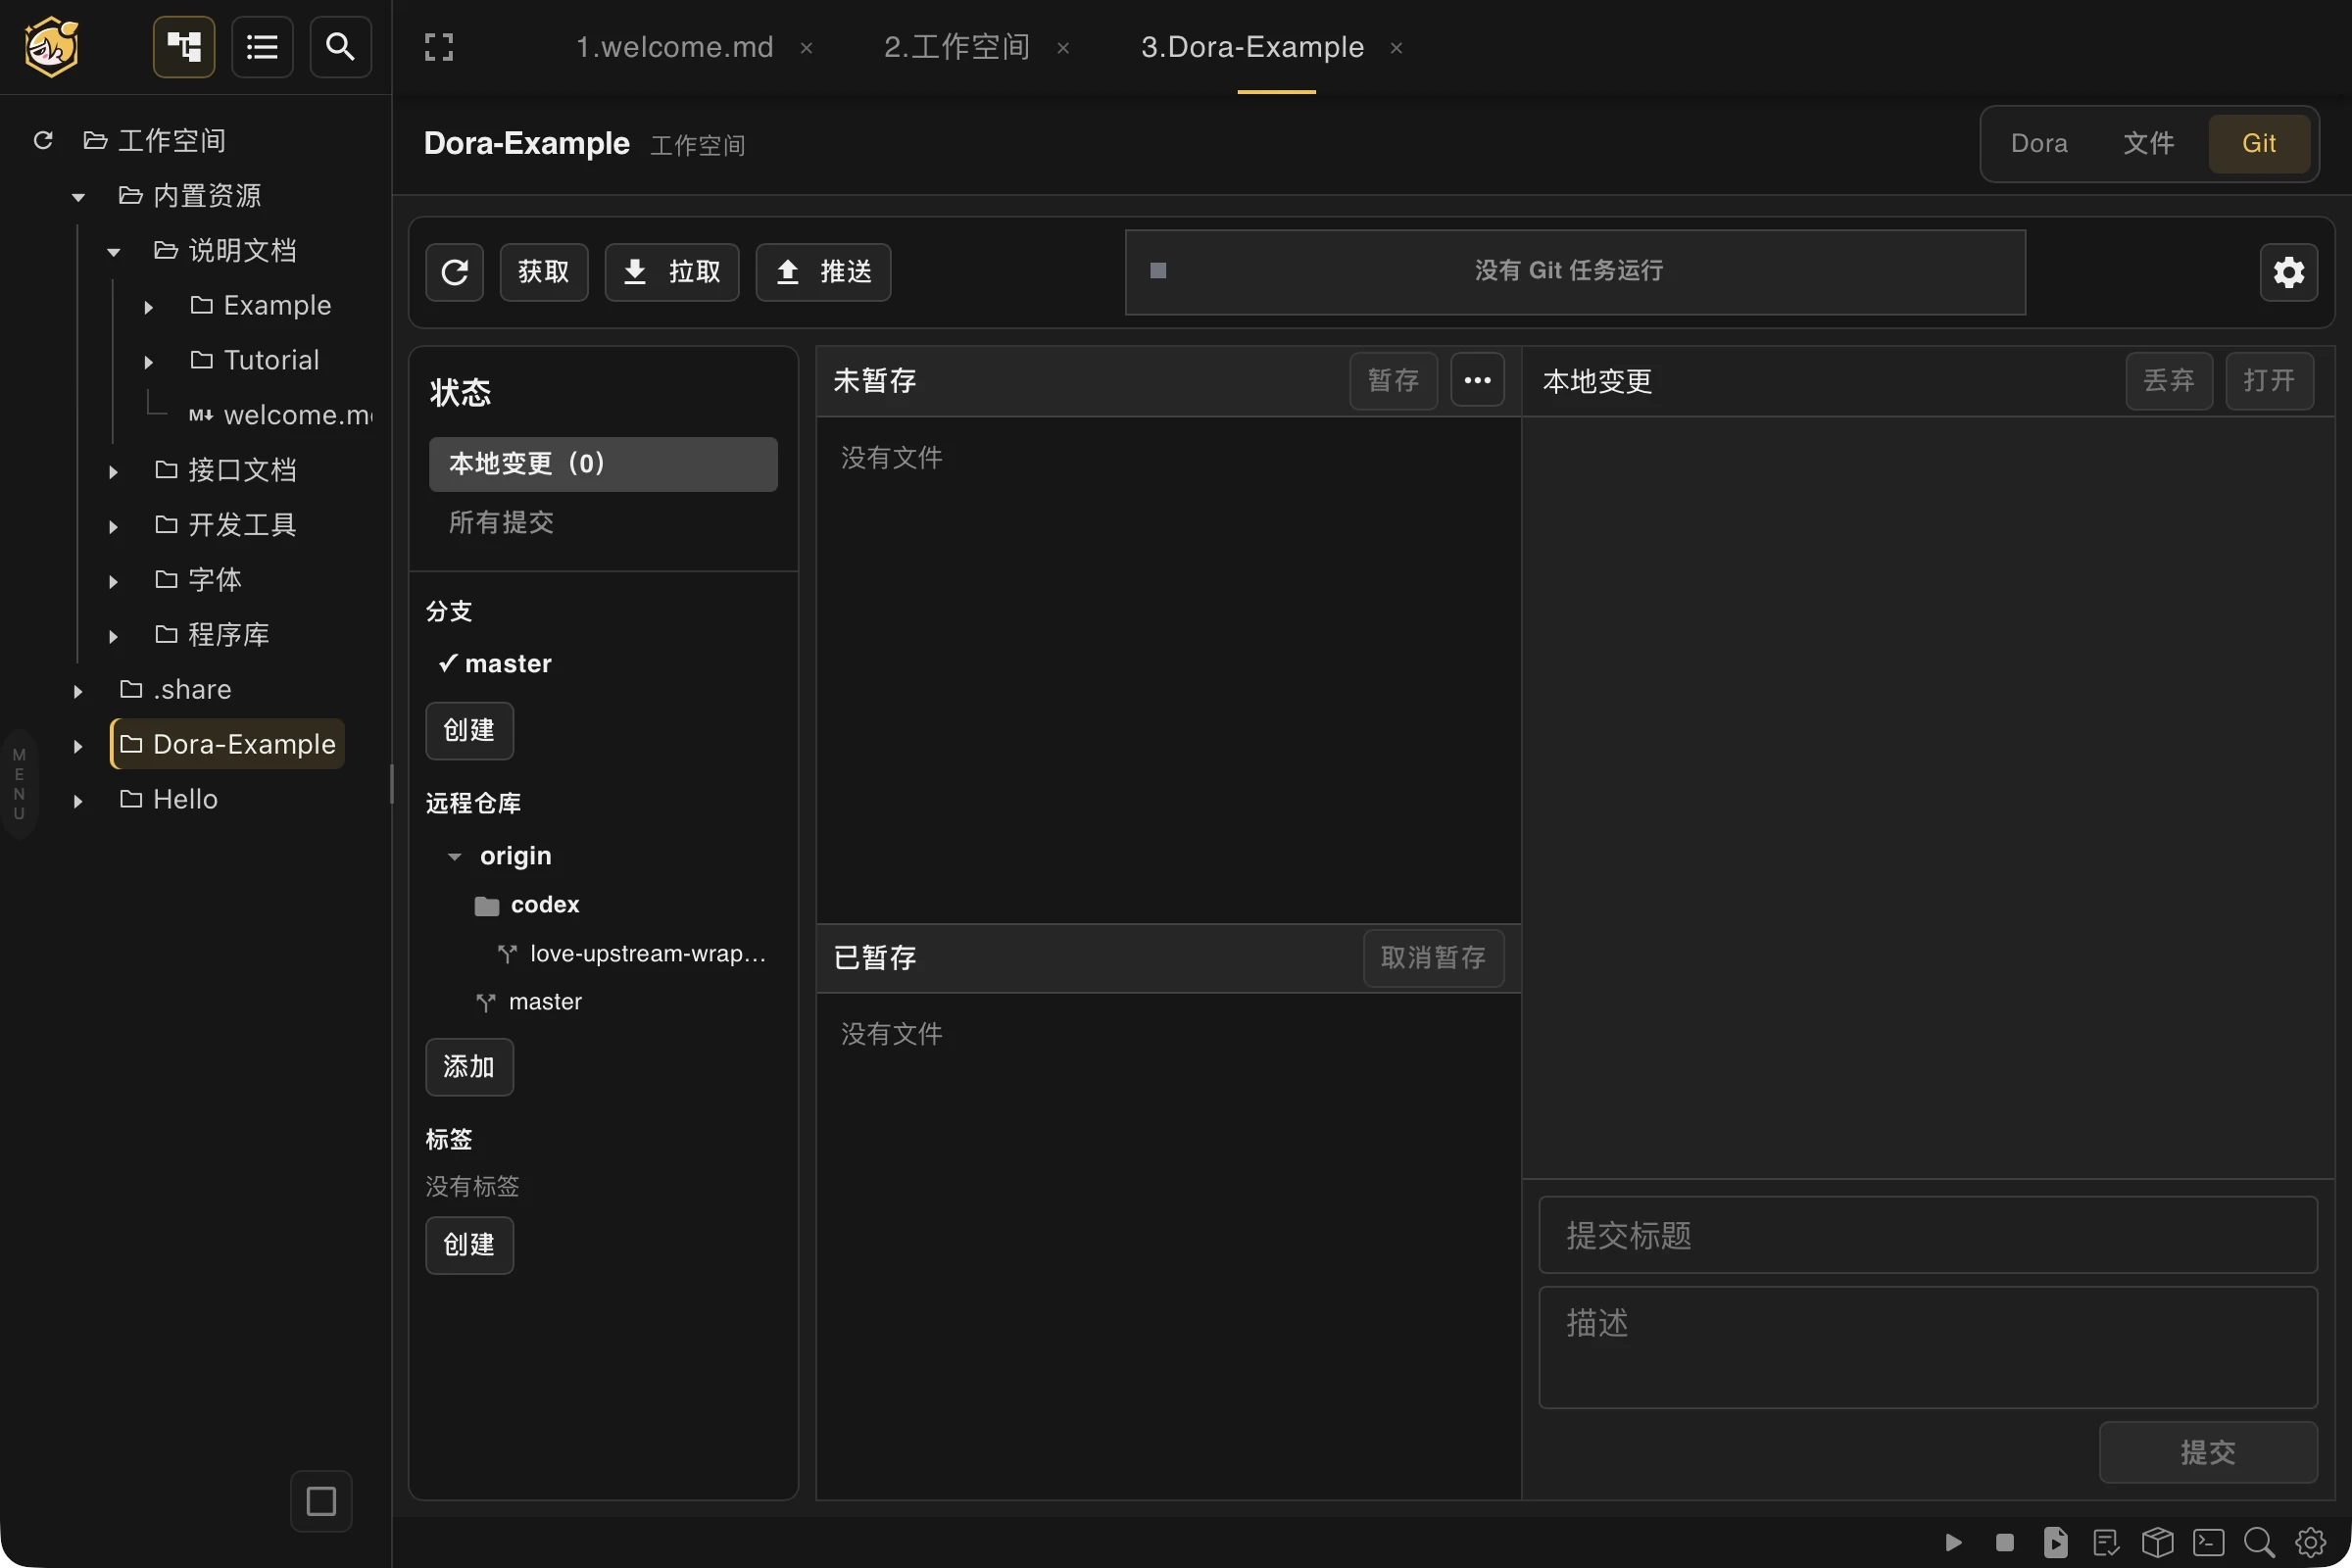 1.welcome.md
2.工作空间
3.Dora-Example
工作空间
内置资源
说明文档
Example
Tutorial
welcome.m
接口文档
开发工具
字体
程序库
.share
Dora-Example
Hello
MENU
Dora-Example 工作空间
Dora 文件 Git
获取 拉取 推送
没有 Git 任务运行
状态
本地变更（0）
所有提交
分支
✓ master
创建
远程仓库
origin
codex
love-upstream-wrap...
master
添加
标签
没有标签
创建
未暂存 暂存
没有文件
已暂存 取消暂存
没有文件
本地变更 丢弃 打开
提交标题
描述
提交